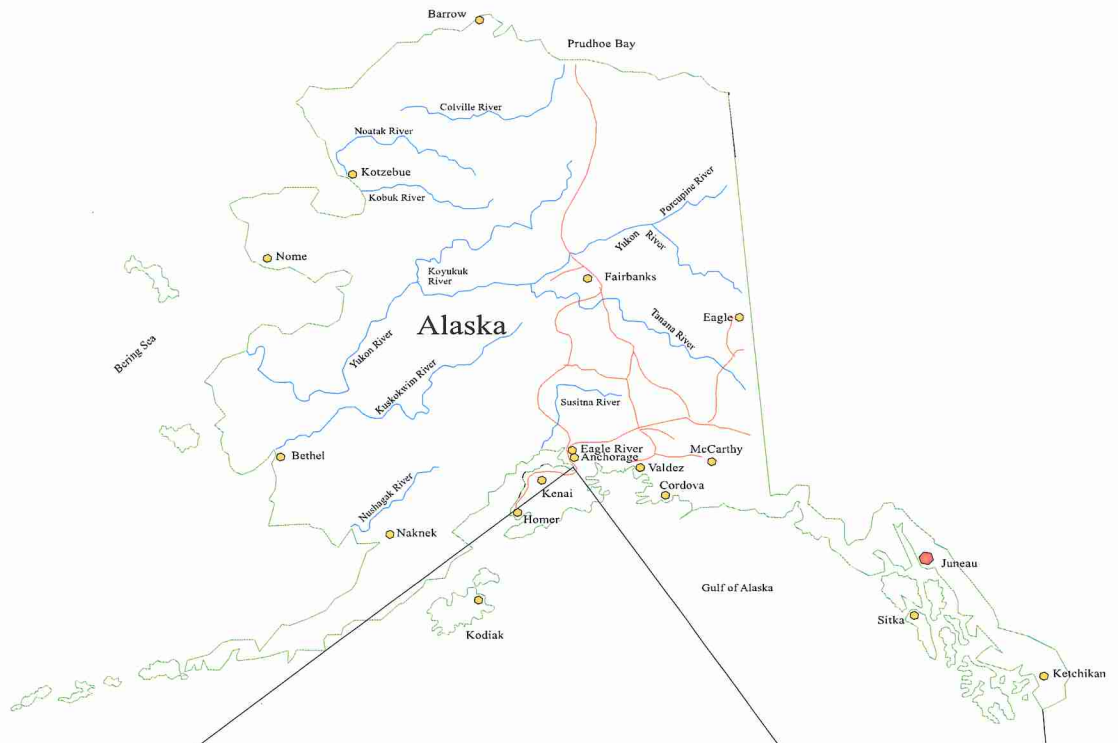 Barrow
Prudhoe Bay
Colville River
Noatak River
Kotzebue
Kobuk River
Porcupine River
Yukon
River
Nome
Koyukuk
River
Fairbanks
Eagle
Tanana River
Alaska
Bering Sea
Yukon River
Kuskokwim River
Susitna River
Eagle River
Anchorage
McCarthy
Bethel
Valdez
Cordova
Kenai
Nushagak River
Homer
Naknek
Juneau
Gulf of Alaska
Sitka
Kodiak
Ketchikan